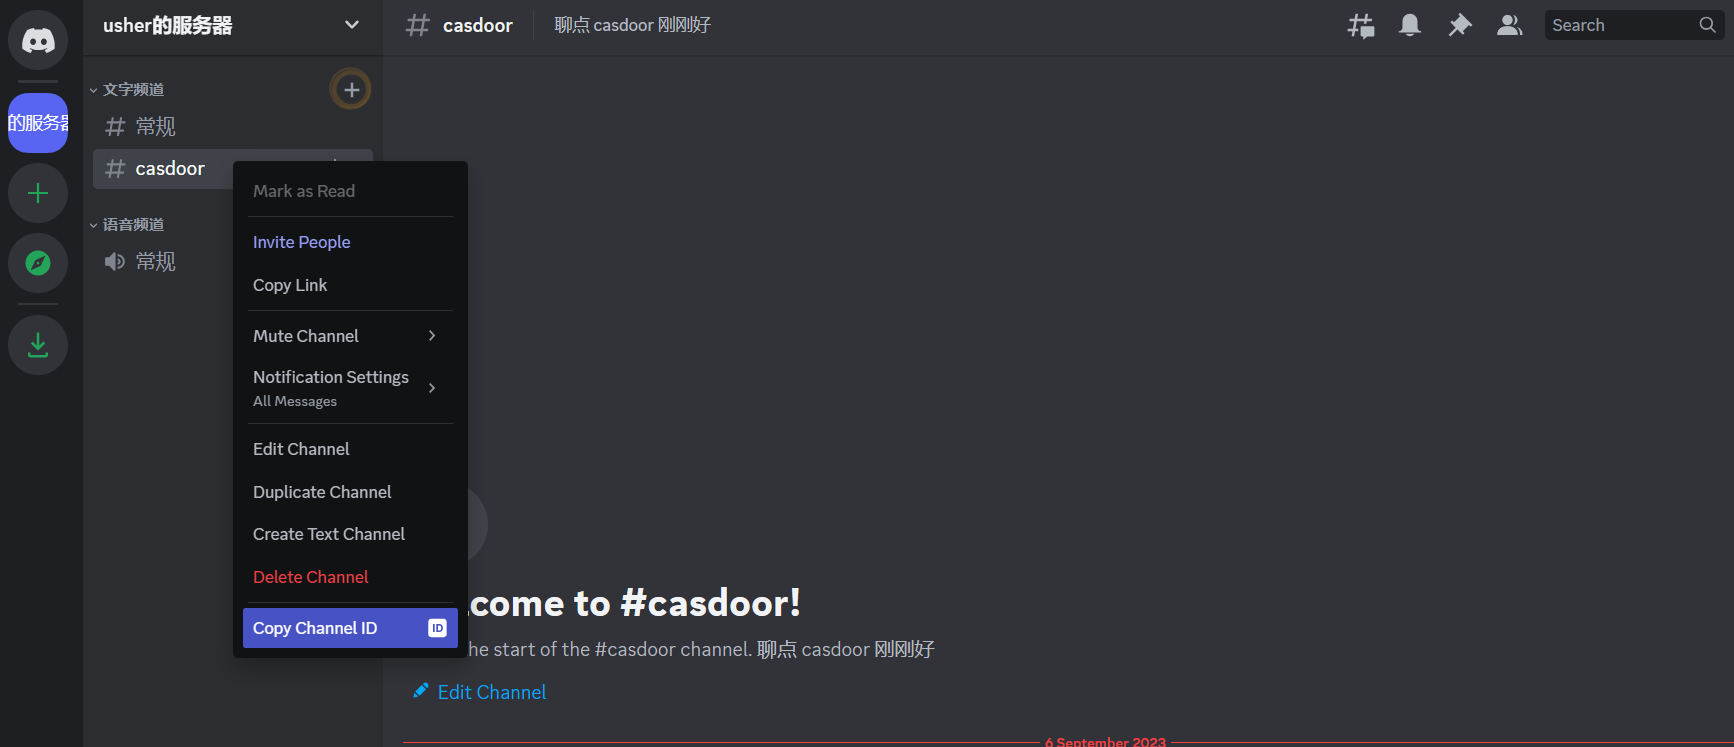 usher的服务器
# casdoor
聊点 casdoor 刚刚好
Search
的服务器
文字频道
# 常规
# casdoor
语音频道
常规
Mark as Read
Invite People
Copy Link
Mute Channel
Notification Settings
All Messages
Edit Channel
Duplicate Channel
Create Text Channel
Delete Channel
Copy Channel ID
ID
come to #casdoor!
he start of the #casdoor channel. 聊点 casdoor 刚刚好
Edit Channel
6 September 2023